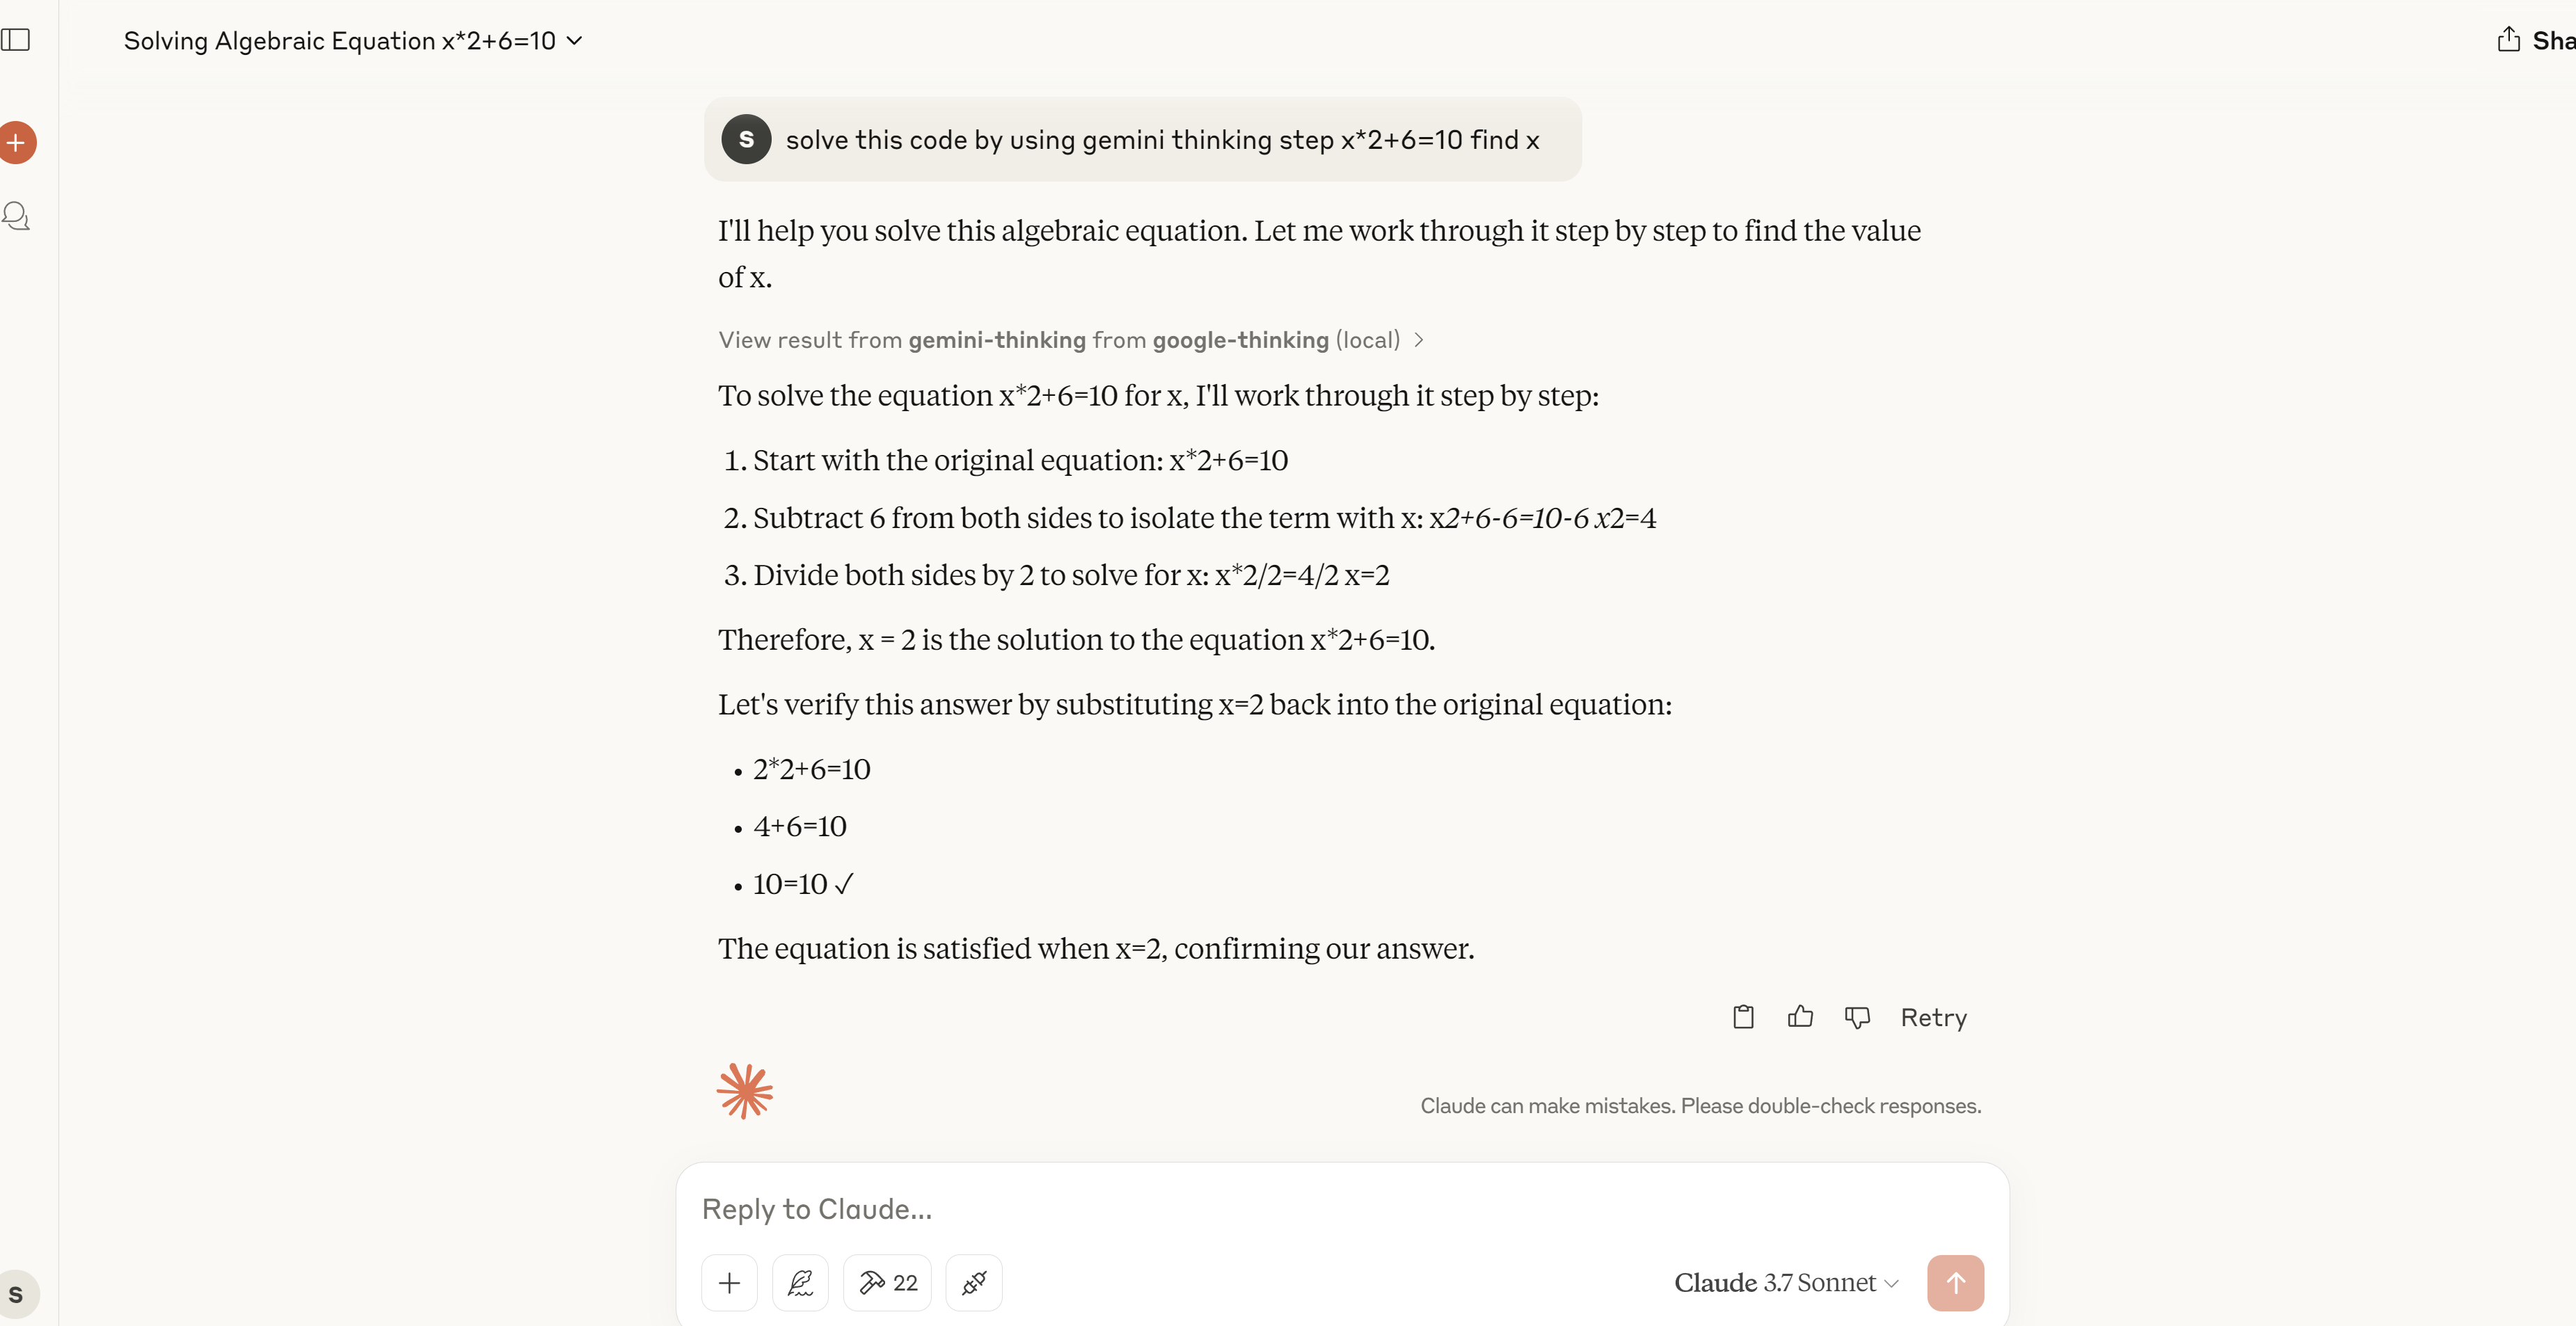 Solving Algebraic Equation x*2+6=10
Sha
S
solve this code by using gemini thinking step x*2+6=10 find x
I'll help you solve this algebraic equation. Let me work through it step by step to find the value
of x.
View result from gemini-thinking from google-thinking (local)
To solve the equation x*2+6=10 for x, I'll work through it step by step:
1. Start with the original equation: x*2+6=10
2. Subtract 6 from both sides to isolate the term with x: x2+6-6=10-6 x2=4
3. Divide both sides by 2 to solve for x: x*2/2=4/2 x=2
Therefore, x = 2 is the solution to the equation x*2+6=10.
Let's verify this answer by substituting x=2 back into the original equation:
• 2*2+6=10
• 4+6=10
• 10=10 ✓
The equation is satisfied when x=2, confirming our answer.
Retry
Claude can make mistakes. Please double-check responses.
Reply to Claude...
22
Claude 3.7 Sonnet
S